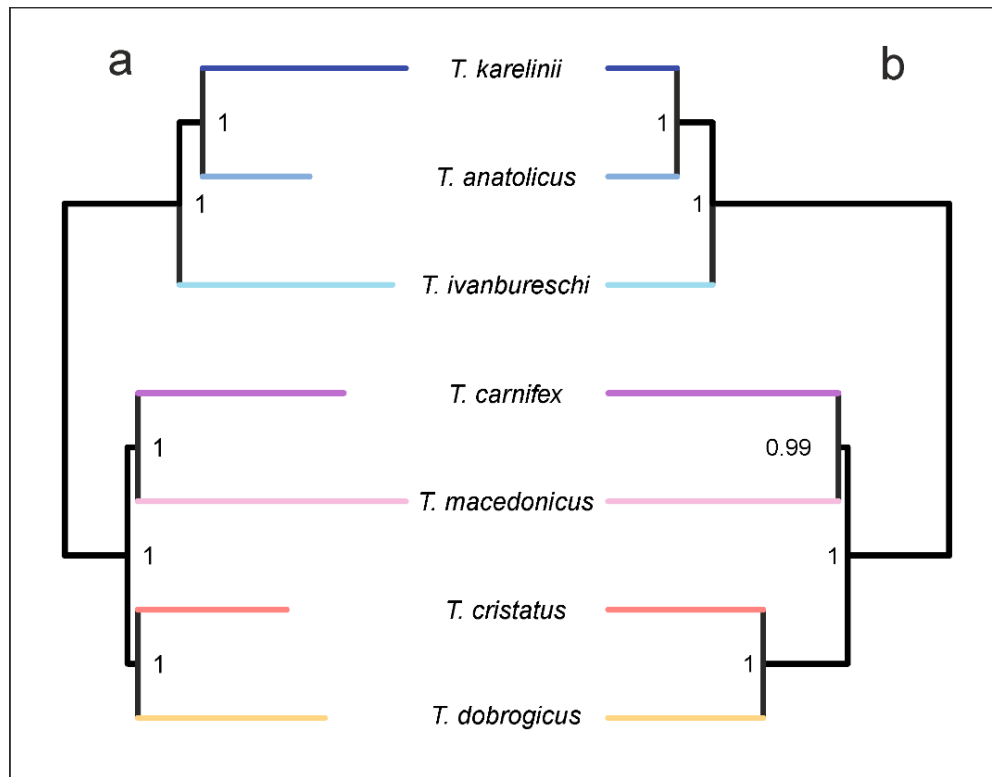 a
b
T. karelinii
1
1
T. anatolicus
1
1
T. ivanbureschi
T. carnifex
1
0.99
T. macedonicus
1
1
T. cristatus
1
1
T. dobrogicus